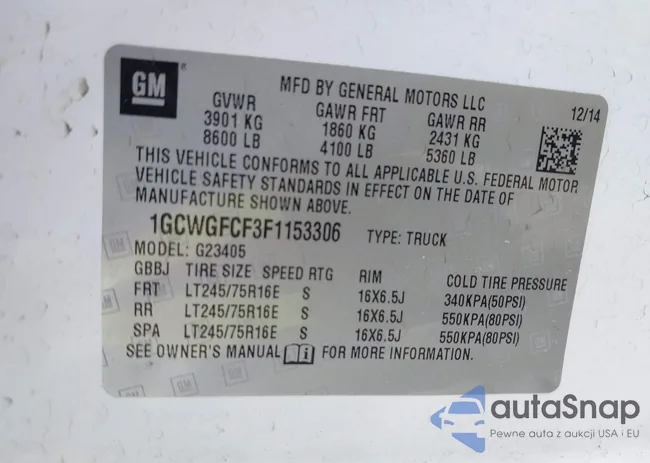 GM
MFD BY GENERAL MOTORS LLC
GVWR GAWR FRT GAWR RR 12/14
3901 KG 1860 KG 2431 KG
8600 LB 4100 LB 5360 LB
THIS VEHICLE CONFORMS TO ALL APPLICABLE U.S. FEDERAL MOTOR
VEHICLE SAFETY STANDARDS IN EFFECT ON THE DATE OF
MANUFACTURE SHOWN ABOVE.
1GCWGFCF3F1153306 TYPE: TRUCK
MODEL: G23405
GBBJ TIRE SIZE SPEED RTG RIM COLD TIRE PRESSURE
FRT LT245/75R16E S 16X6.5J 340KPA(50PSI)
RR LT245/75R16E S 16X6.5J 550KPA(80PSI)
SPA LT245/75R16E S 16X6.5J 550KPA(80PSI)
SEE OWNER'S MANUAL i FOR MORE INFORMATION.
autaSnap
Pewne auta z aukcji USA i EU